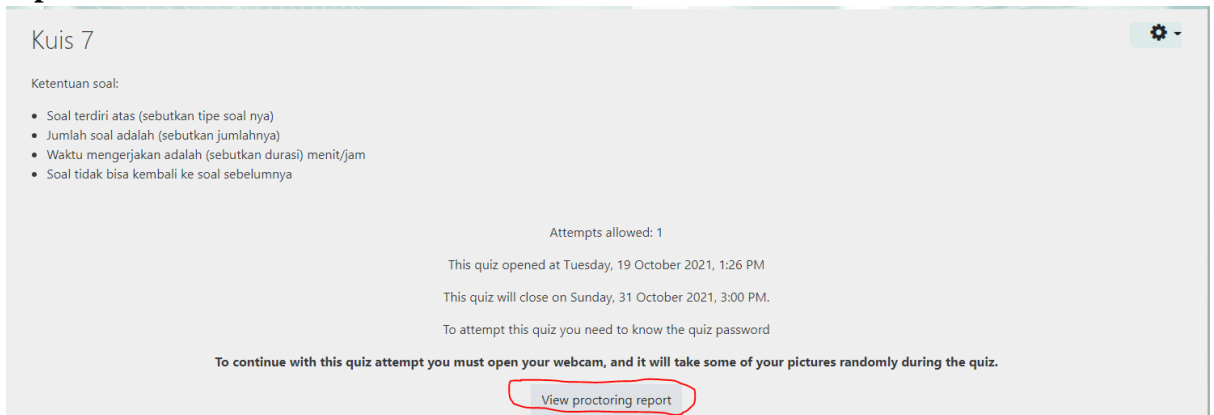 Kuis 7
Ketentuan soal:
• Soal terdiri atas (sebutkan tipe soal nya)
• Jumlah soal adalah (sebutkan jumlahnya)
• Waktu mengerjakan adalah (sebutkan durasi) menit/jam
• Soal tidak bisa kembali ke soal sebelumnya
Attempts allowed: 1
This quiz opened at Tuesday, 19 October 2021, 1:26 PM
This quiz will close on Sunday, 31 October 2021, 3:00 PM.
To attempt this quiz you need to know the quiz password
To continue with this quiz attempt you must open your webcam, and it will take some of your pictures randomly during the quiz.
View proctoring report